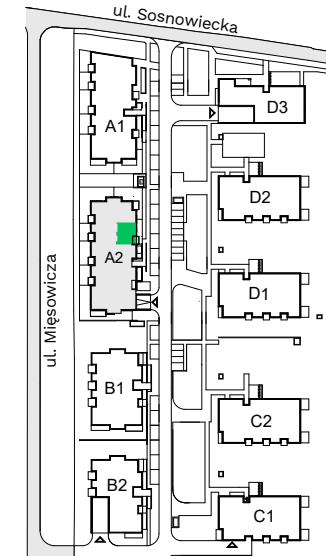 ul. Sosnowiecka
A1
D3
D2
A2
D1
ul. Mięsowicza
B1
C2
B2
C1